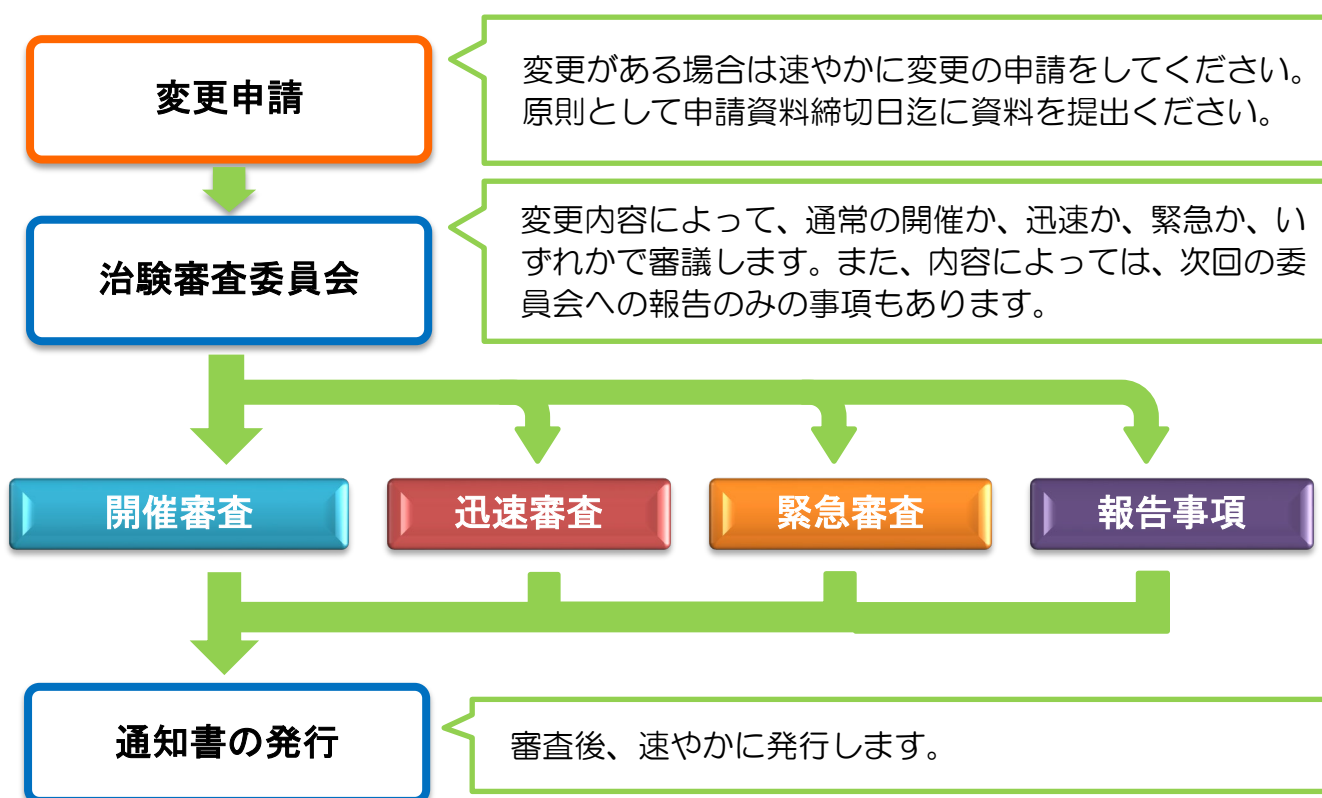 変更申請
変更がある場合は速やかに変更の申請をしてください。
原則として申請資料締切日迄に資料を提出ください。
治験審査委員会
変更内容によって、通常の開催か、迅速か、緊急か、い
ずれかで審議します。また、内容によっては、次回の委
員会への報告のみの事項もあります。
開催審査
迅速審査
緊急審査
報告事項
通知書の発行
審査後、速やかに発行します。